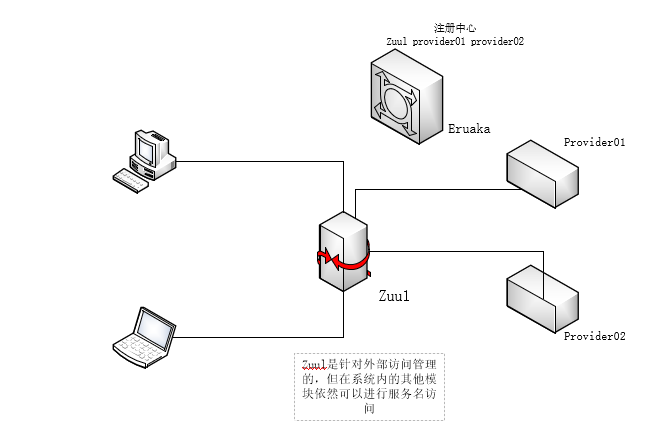 注册中心
Zuul provider01 provider02
Eruaka
Provider01
Zuul
Provider02
Zuul是针对外部访问管理
的，但在系统内的其他模
块依然可以进行服务名访
问